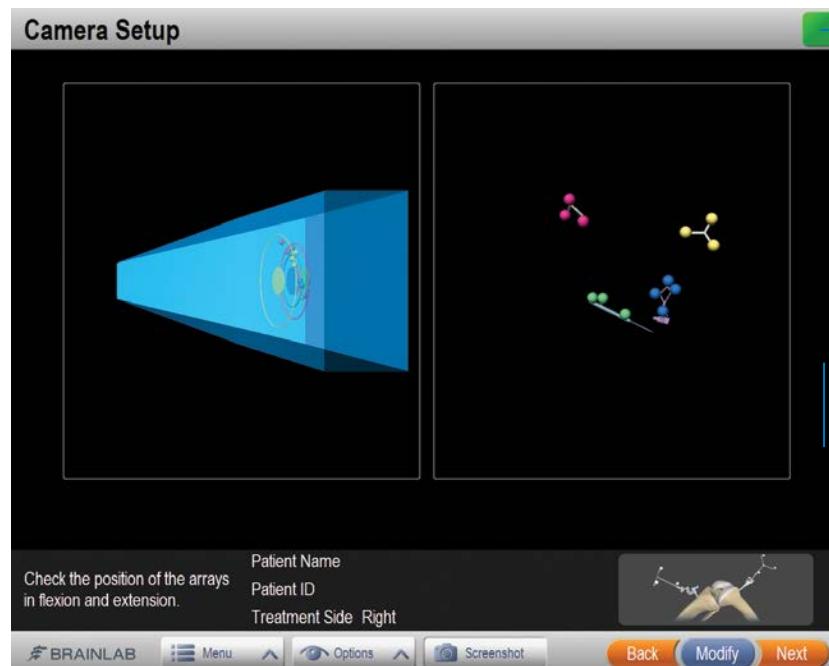 Camera Setup
Check the position of the arrays
in flexion and extension.
Patient Name
Patient ID
Treatment Side Right
BRAINLAB Menu Options Screenshot Back Modify Next